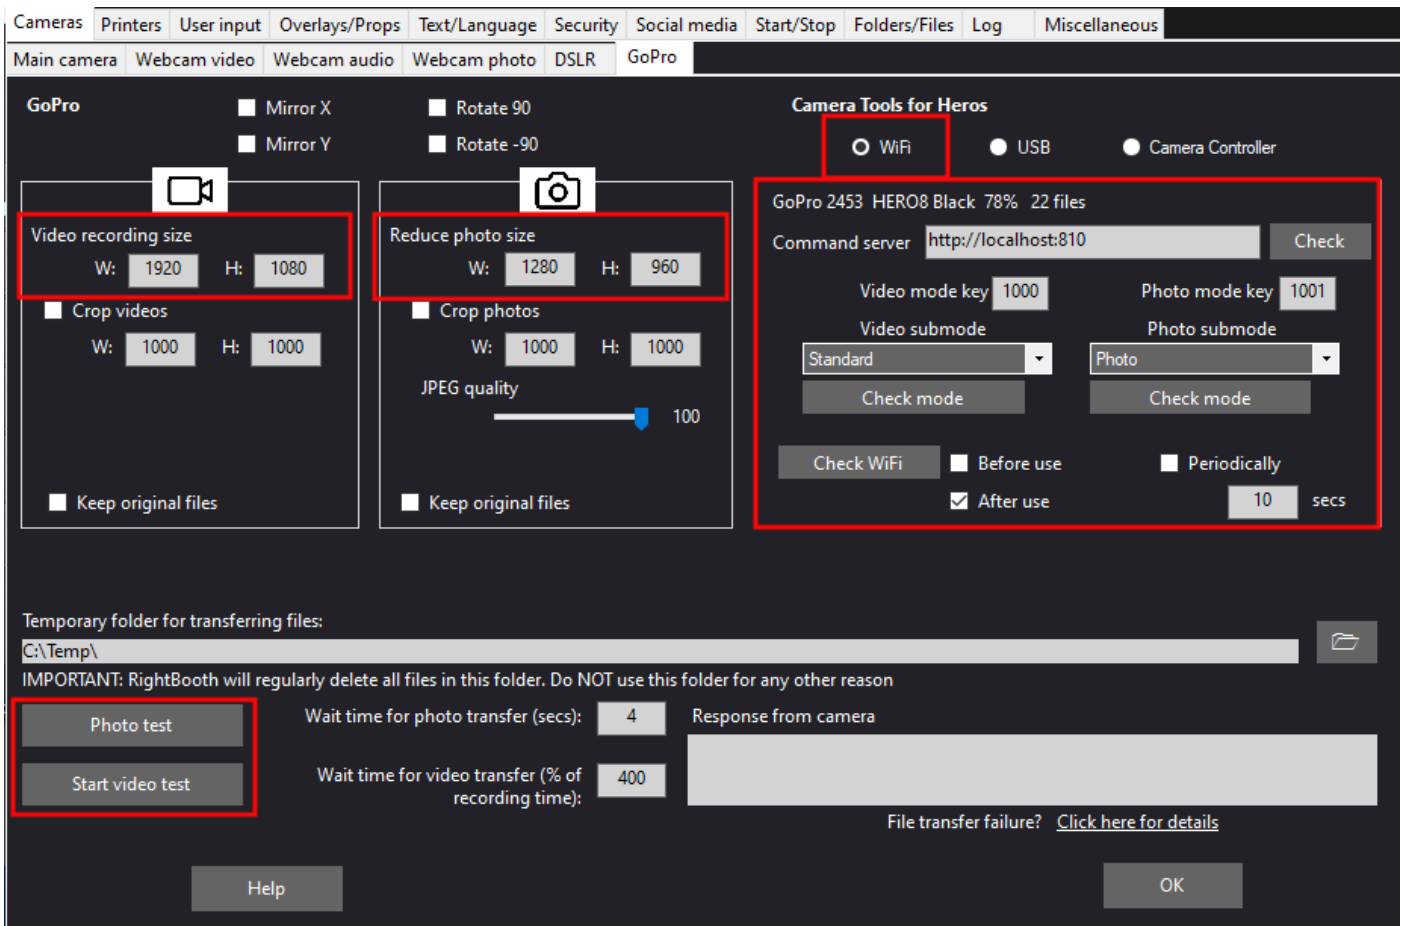 Cameras Printers User input Overlays/Props Text/Language Security Social media Start/Stop Folders/Files Log Miscellaneous
Main camera Webcam video Webcam audio Webcam photo DSLR GoPro
GoPro
Mirror X
Rotate 90
Mirror Y
Rotate -90
Camera Tools for Heros
WiFi USB Camera Controller
Video recording size
W: 1920 H: 1080
Crop videos
W: 1000 H: 1000
Keep original files
Reduce photo size
W: 1280 H: 960
Crop photos
W: 1000 H: 1000
JPEG quality
100
Keep original files
GoPro 2453 HERO8 Black 78% 22 files
Command server http://localhost:810 Check
Video mode key 1000 Photo mode key 1001
Video submode Photo submode
Standard Photo
Check mode Check mode
Check WiFi Before use Periodically
After use 10 secs
Temporary folder for transferring files:
C:\Temp\
IMPORTANT: RightBooth will regularly delete all files in this folder. Do NOT use this folder for any other reason
Photo test
Start video test
Wait time for photo transfer (secs): 4
Wait time for video transfer (% of
recording time): 400
Response from camera
File transfer failure? Click here for details
Help
OK